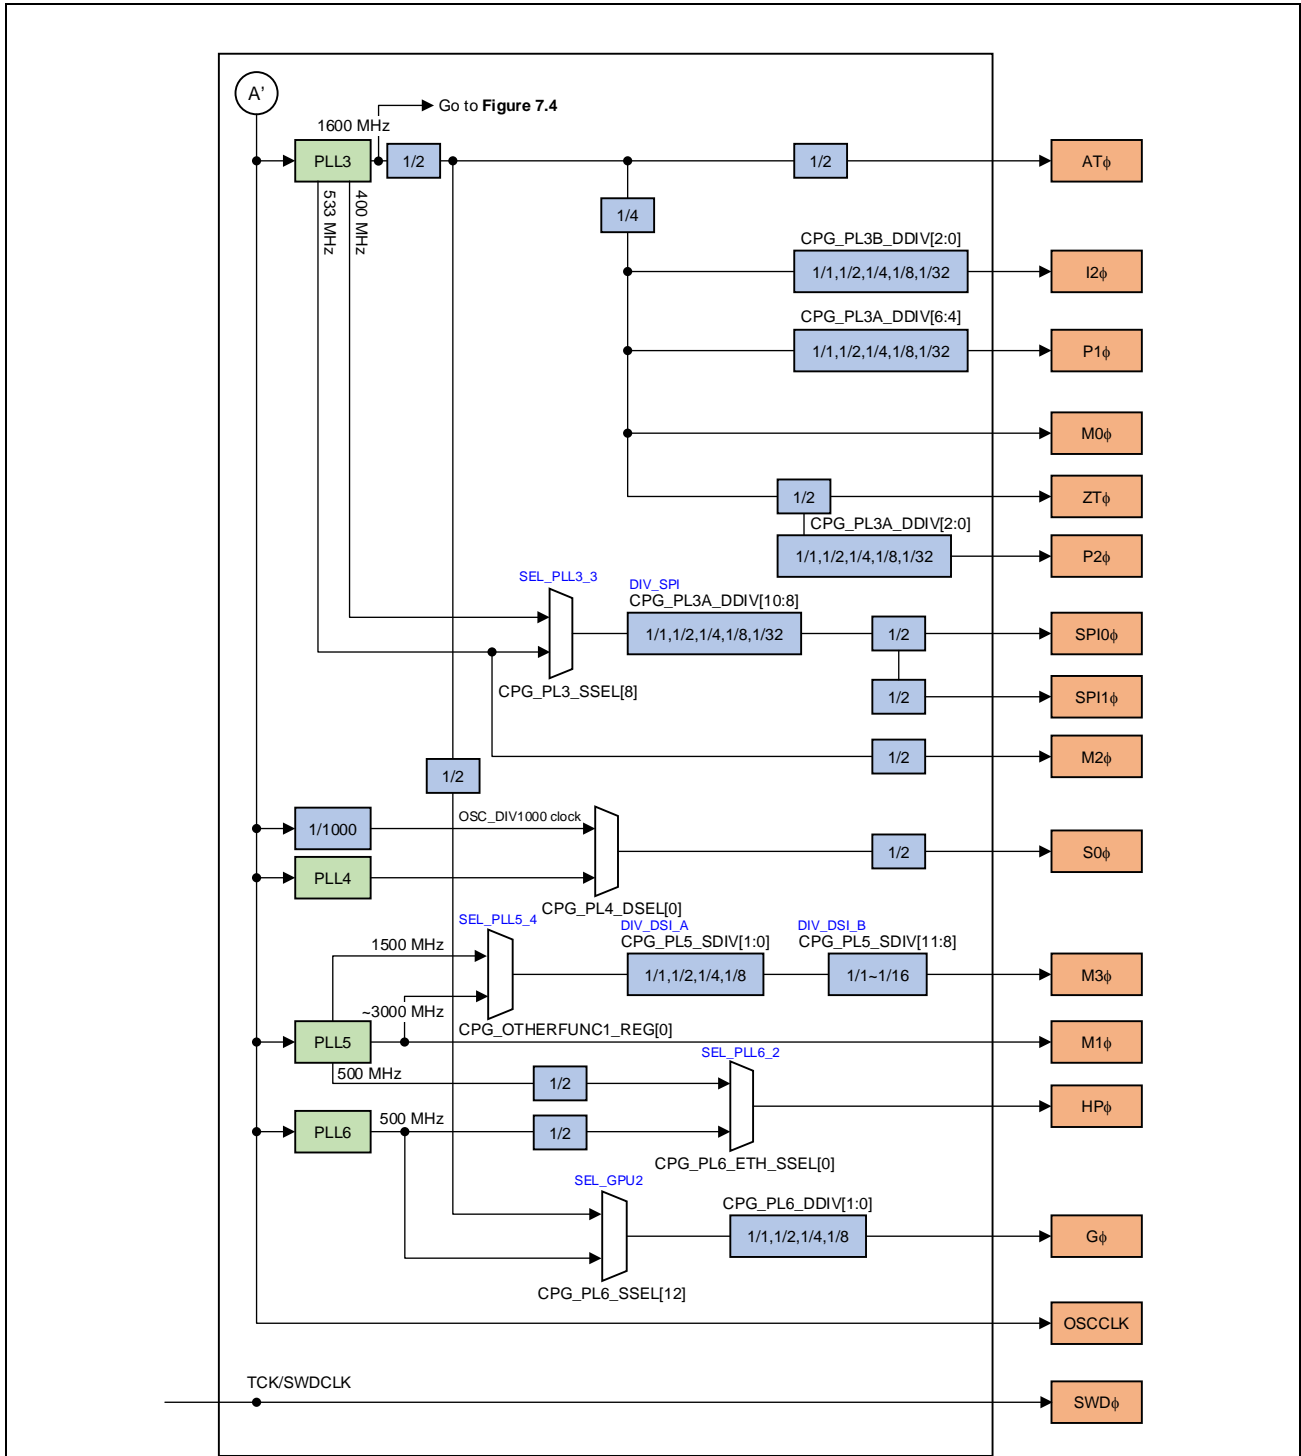 A'
Go to Figure 7.4
1600 MHz
PLL3
1/2
1/2
ATϕ
533 MHz
400 MHz
1/4
CPG_PL3B_DDIV[2:0]
1/1,1/2,1/4,1/8,1/32
I2ϕ
CPG_PL3A_DDIV[6:4]
1/1,1/2,1/4,1/8,1/32
P1ϕ
M0ϕ
1/2
ZTϕ
CPG_PL3A_DDIV[2:0]
1/1,1/2,1/4,1/8,1/32
P2ϕ
SEL_PLL3_3
DIV_SPI
CPG_PL3A_DDIV[10:8]
1/1,1/2,1/4,1/8,1/32
1/2
SPI0ϕ
CPG_PL3_SSEL[8]
1/2
SPI1ϕ
1/2
M2ϕ
1/2
1/1000
OSC_DIV1000 clock
1/2
S0ϕ
PLL4
CPG_PL4_DSEL[0]
SEL_PLL5_4
DIV_DSI_A
DIV_DSI_B
1500 MHz
CPG_PL5_SDIV[1:0]
CPG_PL5_SDIV[11:8]
1/1,1/2,1/4,1/8
1/1~1/16
M3ϕ
~3000 MHz
CPG_OTHERFUNC1_REG[0]
PLL5
M1ϕ
SEL_PLL6_2
500 MHz
1/2
HPϕ
PLL6
500 MHz
1/2
CPG_PL6_ETH_SSEL[0]
SEL_GPU2
CPG_PL6_DDIV[1:0]
1/1,1/2,1/4,1/8
Gϕ
CPG_PL6_SSEL[12]
OSCCLK
TCK/SWDCLK
SWDϕ